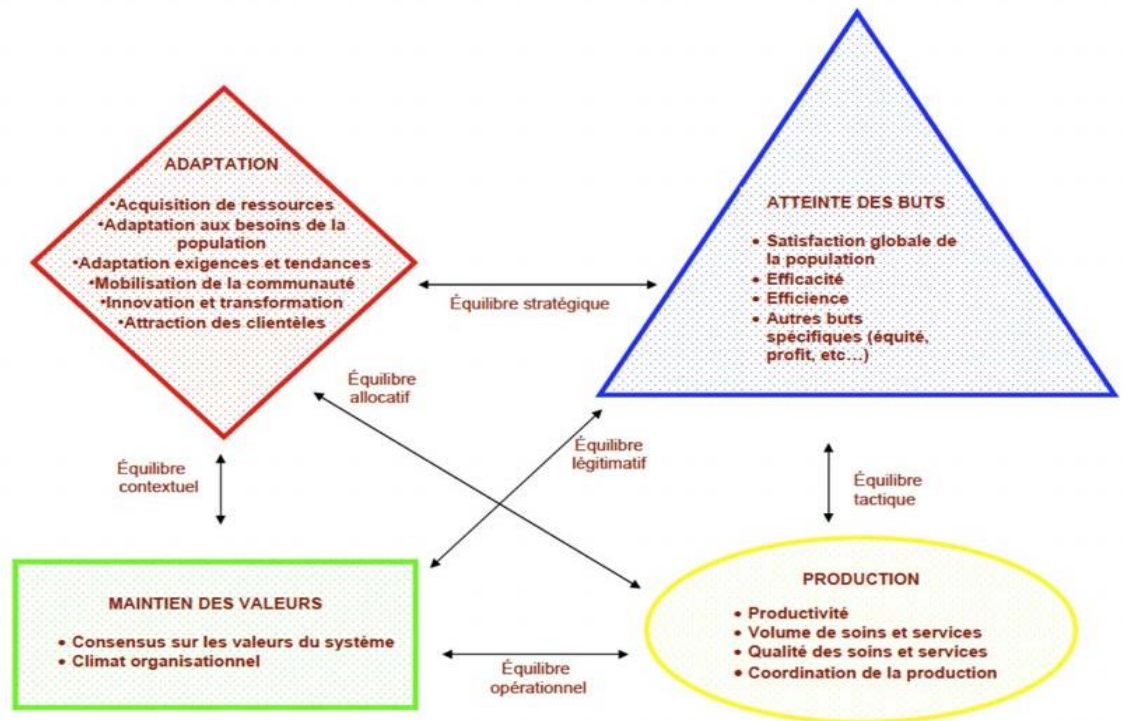 ADAPTATION
•Acquisition de ressources
•Adaptation aux besoins de la
population
•Adaptation exigences et tendances
•Mobilisation de la communauté
•Innovation et transformation
•Attraction des clientèles
ATTEINTE DES BUTS
• Satisfaction globale de
la population
• Efficacité
• Efficience
• Autres buts
spécifiques (équité,
profit, etc…)
Équilibre stratégique
Équilibre
allocatif
Équilibre
légitimatif
Équilibre
contextuel
Équilibre
tactique
MAINTIEN DES VALEURS
• Consensus sur les valeurs du système
• Climat organisationnel
Équilibre
opérationnel
PRODUCTION
• Productivité
• Volume de soins et services
• Qualité des soins et services
• Coordination de la production